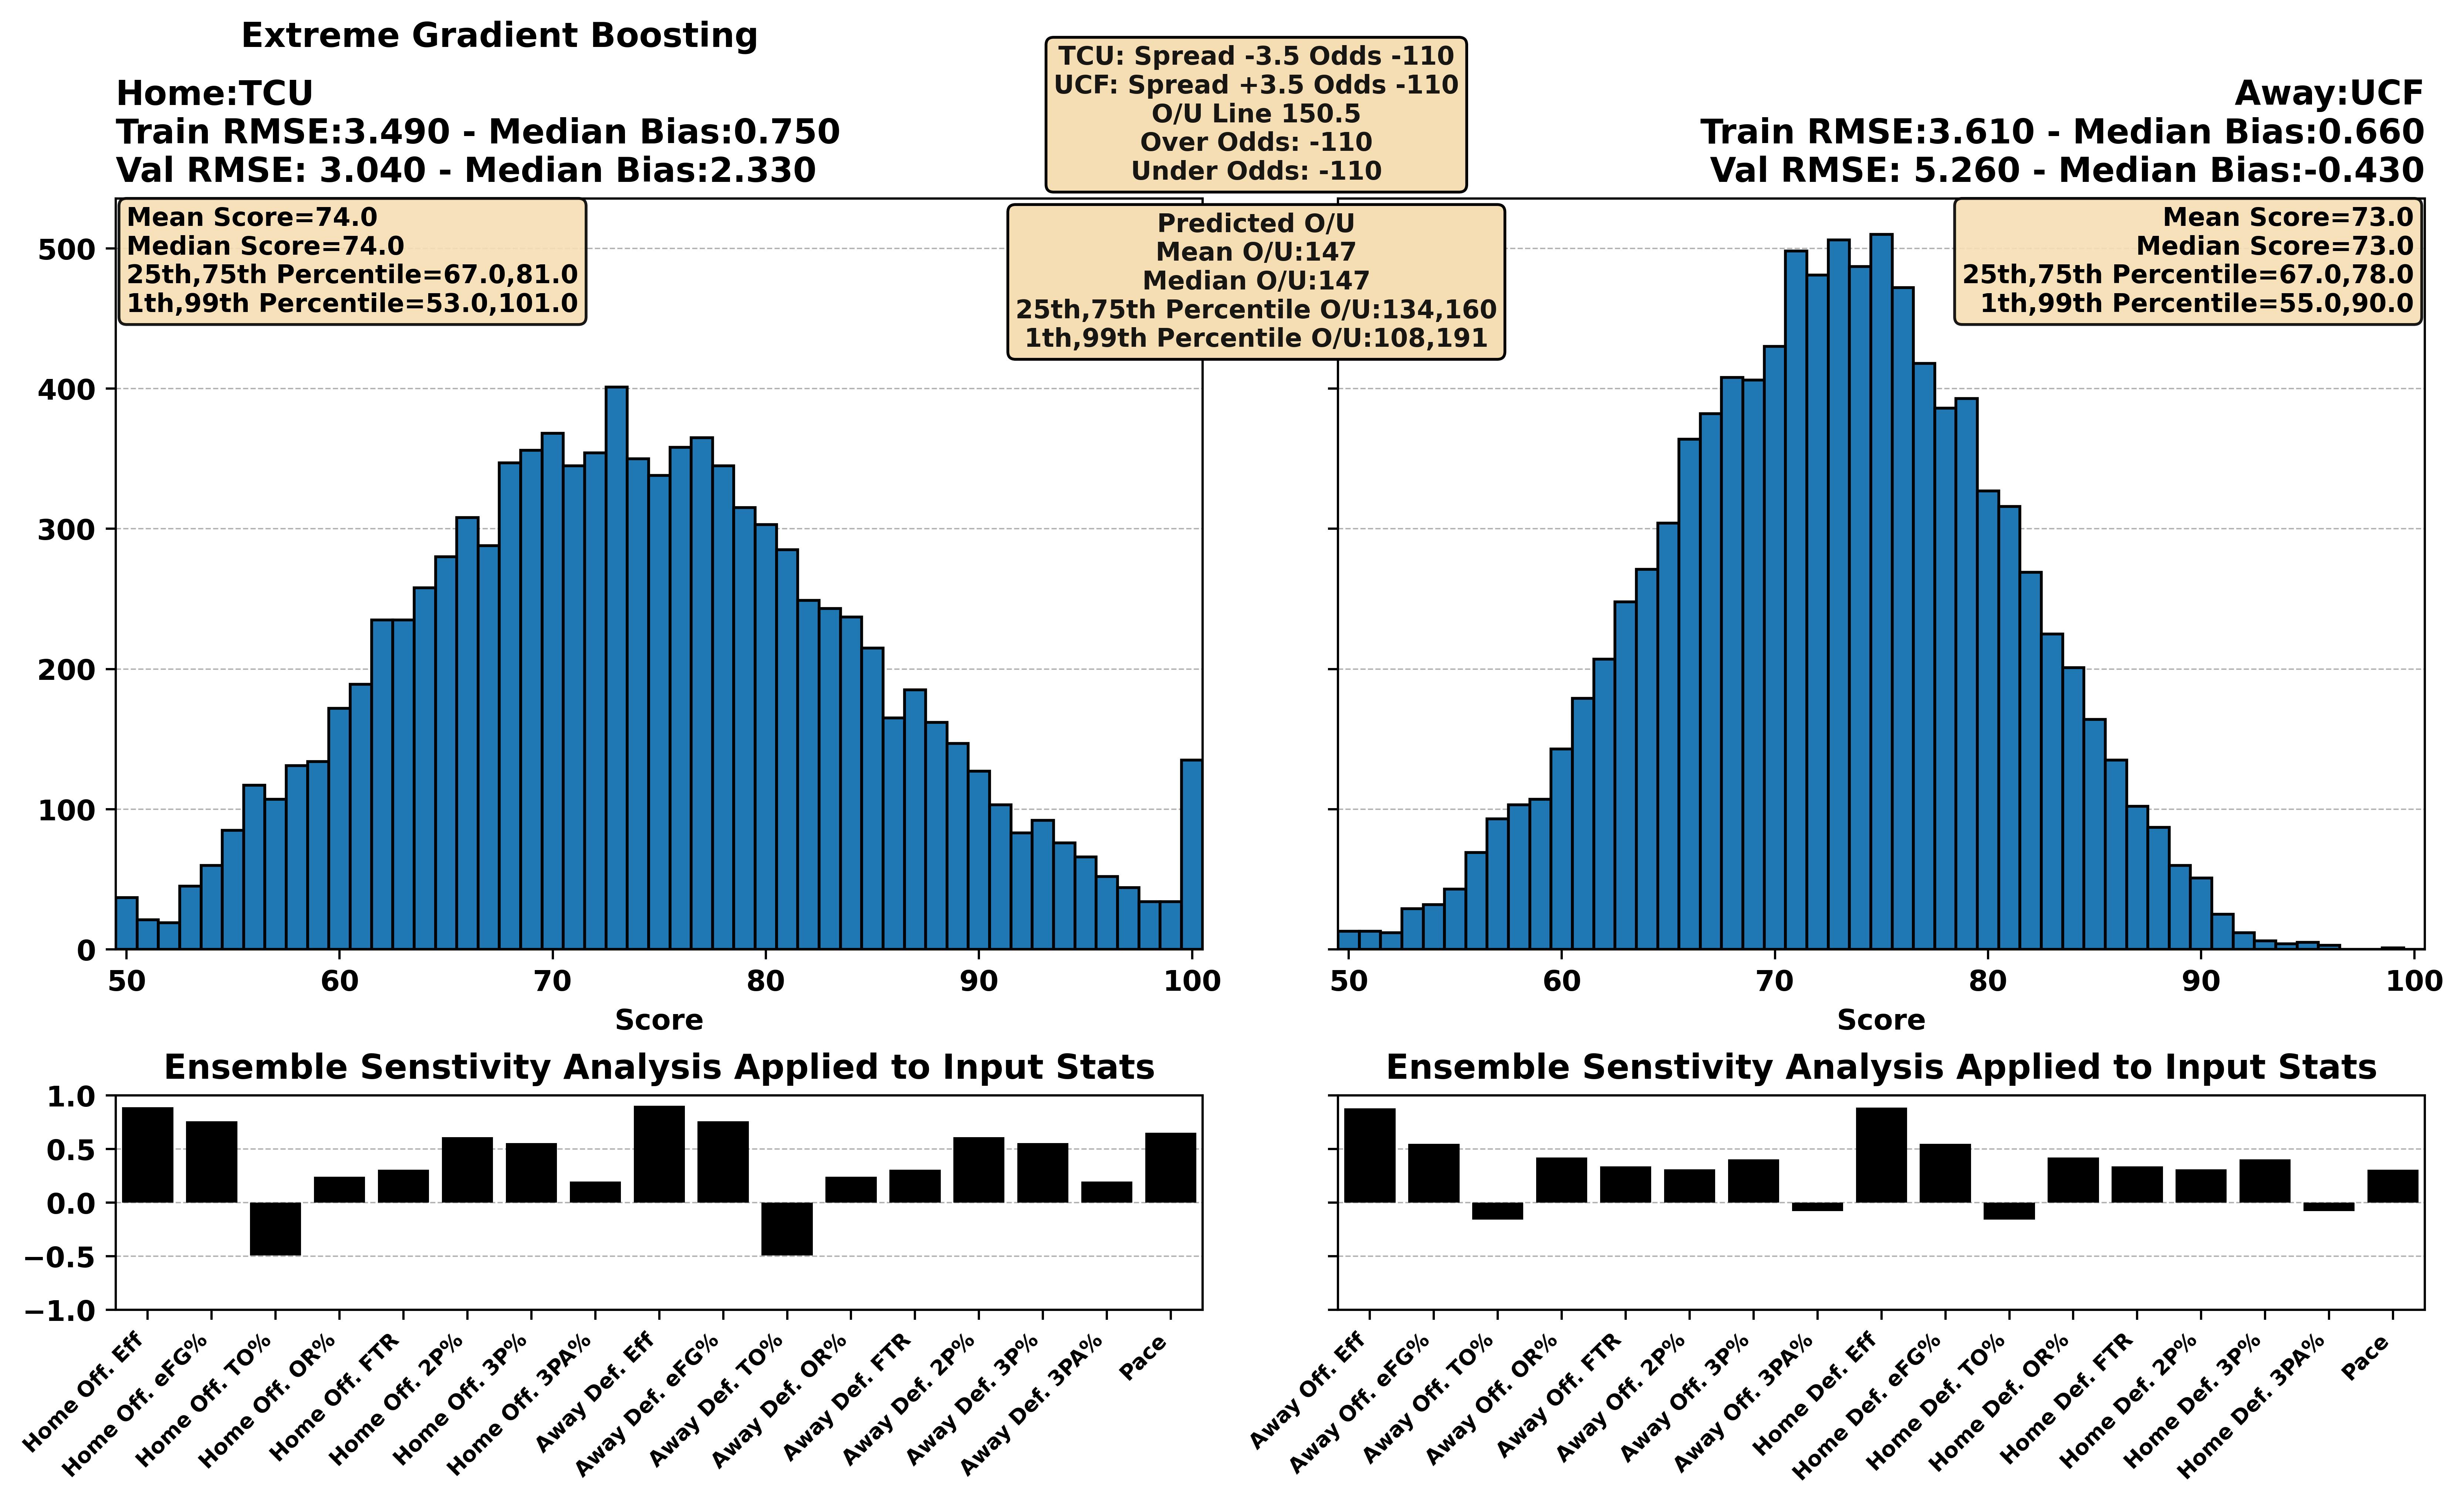 Extreme Gradient Boosting
Home:TCU
Train RMSE:3.490 - Median Bias:0.750
Val RMSE: 3.040 - Median Bias:2.330
TCU: Spread -3.5 Odds -110
UCF: Spread +3.5 Odds -110
O/U Line 150.5
Over Odds: -110
Under Odds: -110
Away:UCF
Train RMSE:3.610 - Median Bias:0.660
Val RMSE: 5.260 - Median Bias:-0.430
Mean Score=74.0
Median Score=74.0
25th,75th Percentile=67.0,81.0
1th,99th Percentile=53.0,101.0
Predicted O/U
Mean O/U:147
Median O/U:147
25th,75th Percentile O/U:134,160
1th,99th Percentile O/U:108,191
Mean Score=73.0
Median Score=73.0
25th,75th Percentile=67.0,78.0
1th,99th Percentile=55.0,90.0
500
400
300
200
100
0
50 60 70 80 90 100
Score
50 60 70 80 90 100
Score
Ensemble Senstivity Analysis Applied to Input Stats
1.0
0.5
0.0
−0.5
−1.0
Home Off. Eff
Home Off. eFG%
Home Off. TO%
Home Off. OR%
Home Off. FTR
Home Off. 2P%
Home Off. 3P%
Home Off. 3PA%
Away Def. Eff
Away Def. eFG%
Away Def. TO%
Away Def. OR%
Away Def. FTR
Away Def. 2P%
Away Def. 3P%
Away Def. 3PA%
Pace
Ensemble Senstivity Analysis Applied to Input Stats
Away Off. Eff
Away Off. eFG%
Away Off. TO%
Away Off. OR%
Away Off. FTR
Away Off. 2P%
Away Off. 3P%
Away Off. 3PA%
Home Def. Eff
Home Def. eFG%
Home Def. TO%
Home Def. OR%
Home Def. FTR
Home Def. 2P%
Home Def. 3P%
Home Def. 3PA%
Pace